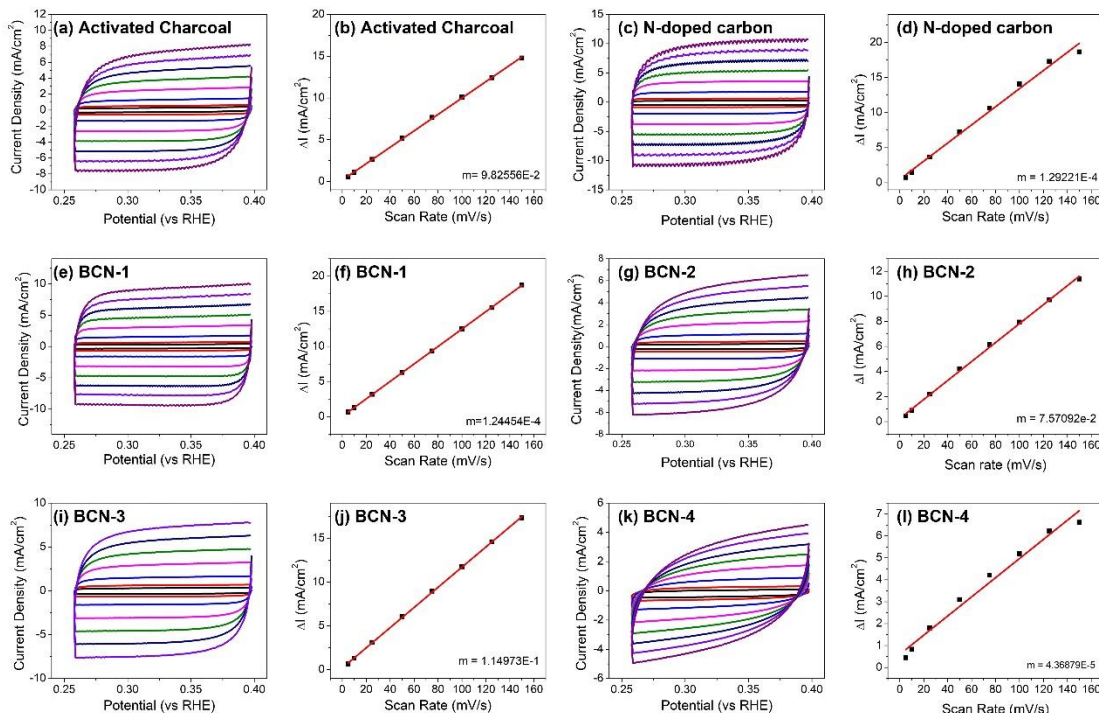 (a) Activated Charcoal
Current Density (mA/cm²)
12
10
8
6
4
2
0
-2
-4
-6
-8
-10
0.25 0.30 0.35 0.40
Potential (vs RHE)
(b) Activated Charcoal
ΔI (mA/cm²)
20
15
10
5
0
m= 9.82556E-2
0 20 40 60 80 100 120 140 160
Scan Rate (mV/s)
(c) N-doped carbon
Current Density (mA/cm²)
15
10
5
0
-5
-10
-15
0.25 0.30 0.35 0.40
Potential (vs RHE)
(d) N-doped carbon
ΔI (mA/cm²)
20
15
10
5
0
m = 1.29221E-4
0 20 40 60 80 100 120 140 160
Scan Rate (mV/s)
(e) BCN-1
Current Density (mA/cm²)
10
5
0
-5
-10
0.25 0.30 0.35 0.40
Potential (vs RHE)
(f) BCN-1
ΔI (mA/cm²)
20
15
10
5
0
m=1.24454E-4
0 20 40 60 80 100 120 140 160
Scan Rate (mV/s)
(g) BCN-2
Current Density(mA/cm²)
8
6
4
2
0
-2
-4
-6
-8
0.25 0.30 0.35 0.40
Potential (vs RHE)
(h) BCN-2
ΔI (mA/cm²)
12
10
8
6
4
2
0
m = 7.57092e-2
0 20 40 60 80 100 120 140 160
Scan rate (mV/s)
(i) BCN-3
Current Density (mA/cm²)
10
5
0
-5
-10
0.25 0.30 0.35 0.40
Potential (vs RHE)
(j) BCN-3
ΔI (mA/cm²)
18
16
14
12
10
8
6
4
2
0
m = 1.14973E-1
0 20 40 60 80 100 120 140 160
Scan Rate (mV/s)
(k) BCN-4
Current Density (mA/cm²)
6
4
2
0
-2
-4
-6
0.25 0.30 0.35 0.40
Potential (vs RHE)
(l) BCN-4
ΔI (mA/cm²)
7
6
5
4
3
2
1
0
m = 4.36879E-5
0 20 40 60 80 100 120 140 160
Scan Rate (mV/s)